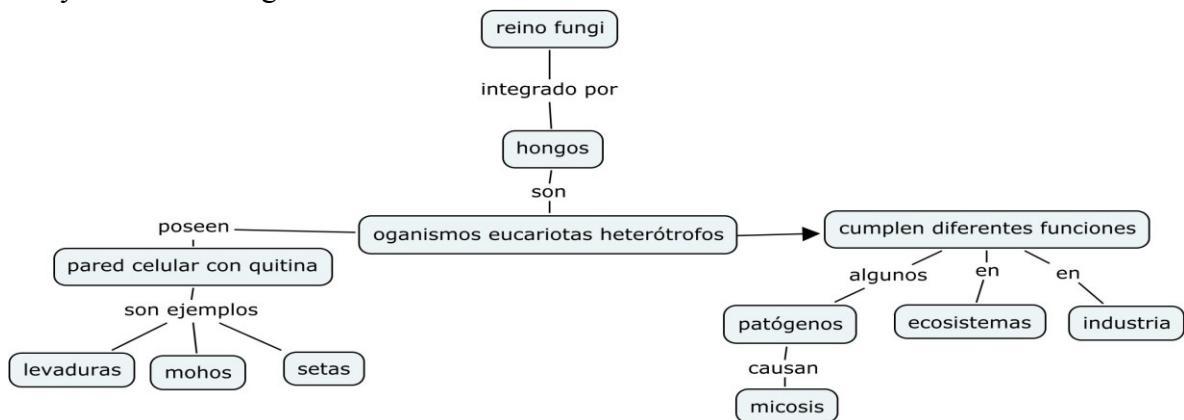 reino fungi
integrado por
hongos
son
oganismos eucariotas heterótrofos
poseen
pared celular con quitina
son ejemplos
levaduras
mohos
setas
cumplen diferentes funciones
algunos
en
en
patógenos
ecosistemas
industria
causan
micosis